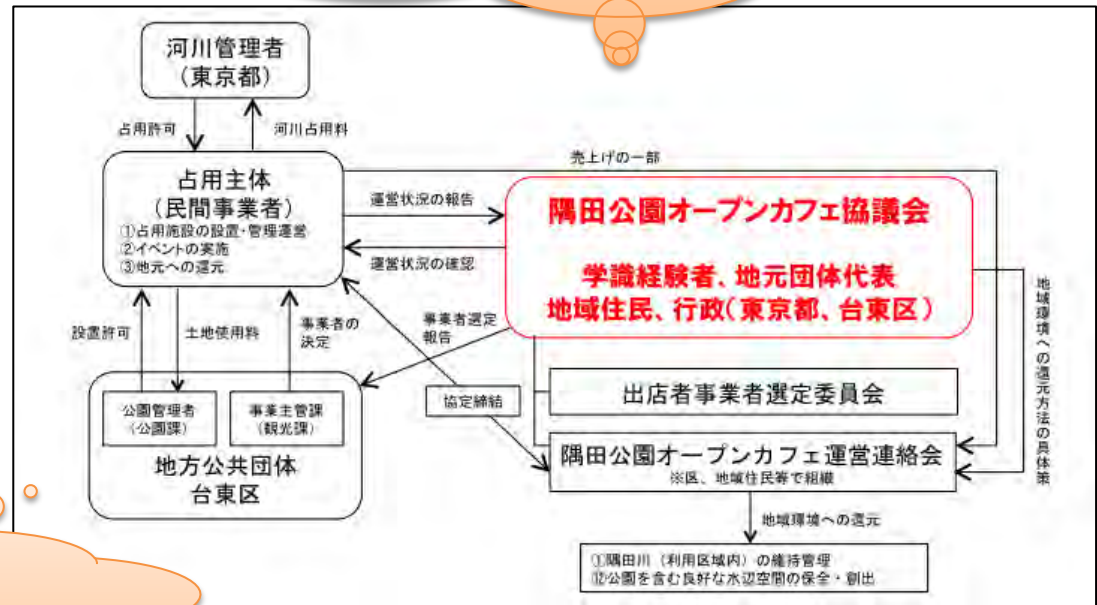 河川管理者
(東京都)
占用許可
河川占用料
売上げの一部
占用主体
(民間事業者)
①占用施設の設置・管理運営
②イベントの実施
③地元への還元
運営状況の報告
運営状況の確認
隅田公園オープンカフェ協議会
学識経験者、地元団体代表
地域住民、行政(東京都、台東区)
地域環境への還元方法の具体策
設置許可
土地使用料
事業者の
決定
事業者選定
報告
協定締結
公園管理者
(公園課)
事業主管課
(観光課)
地方公共団体
台東区
出店者事業者選定委員会
隅田公園オープンカフェ運営連絡会
※区、地域住民等で組織
地域環境への還元
①隅田川(利用区域内)の維持管理
⑫公園を含む良好な水辺空間の保全・創出